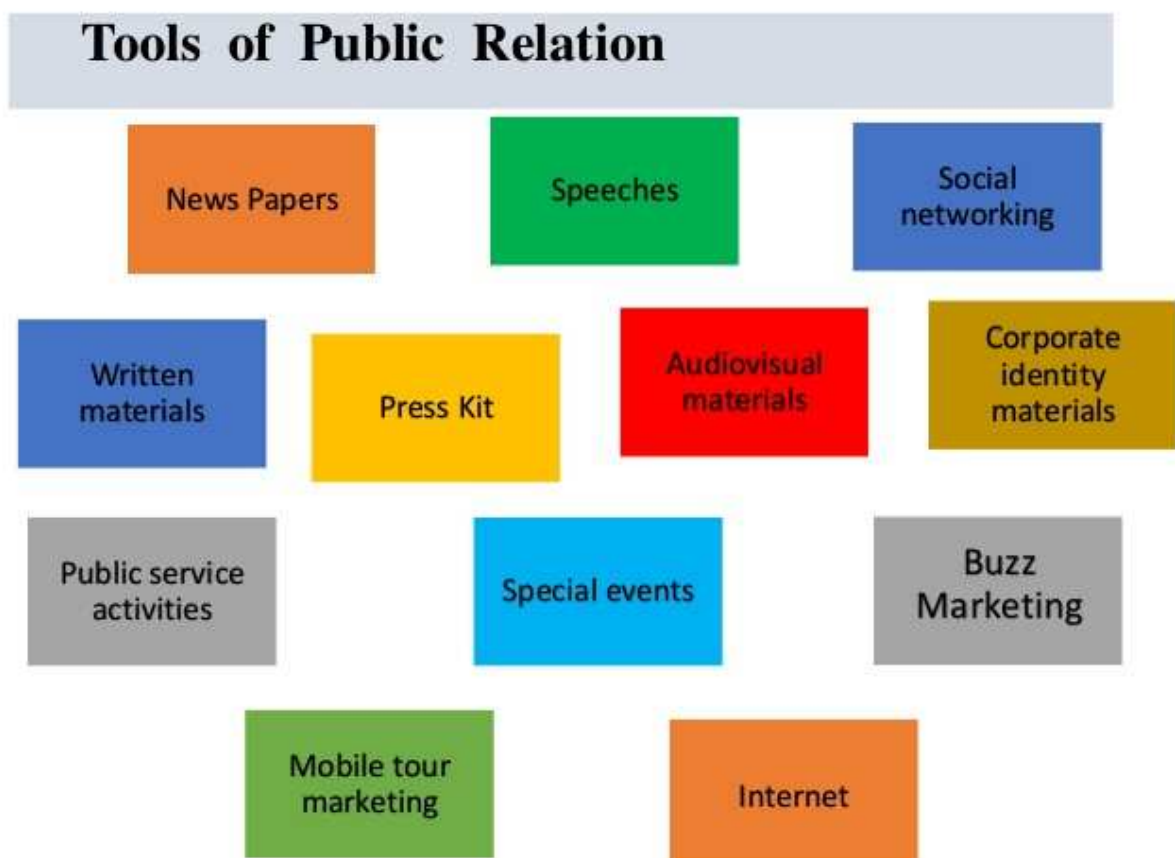 Tools of Public Relation
News Papers
Speeches
Social
networking
Written
materials
Press Kit
Audiovisual
materials
Corporate
identity
materials
Public service
activities
Special events
Buzz
Marketing
Mobile tour
marketing
Internet